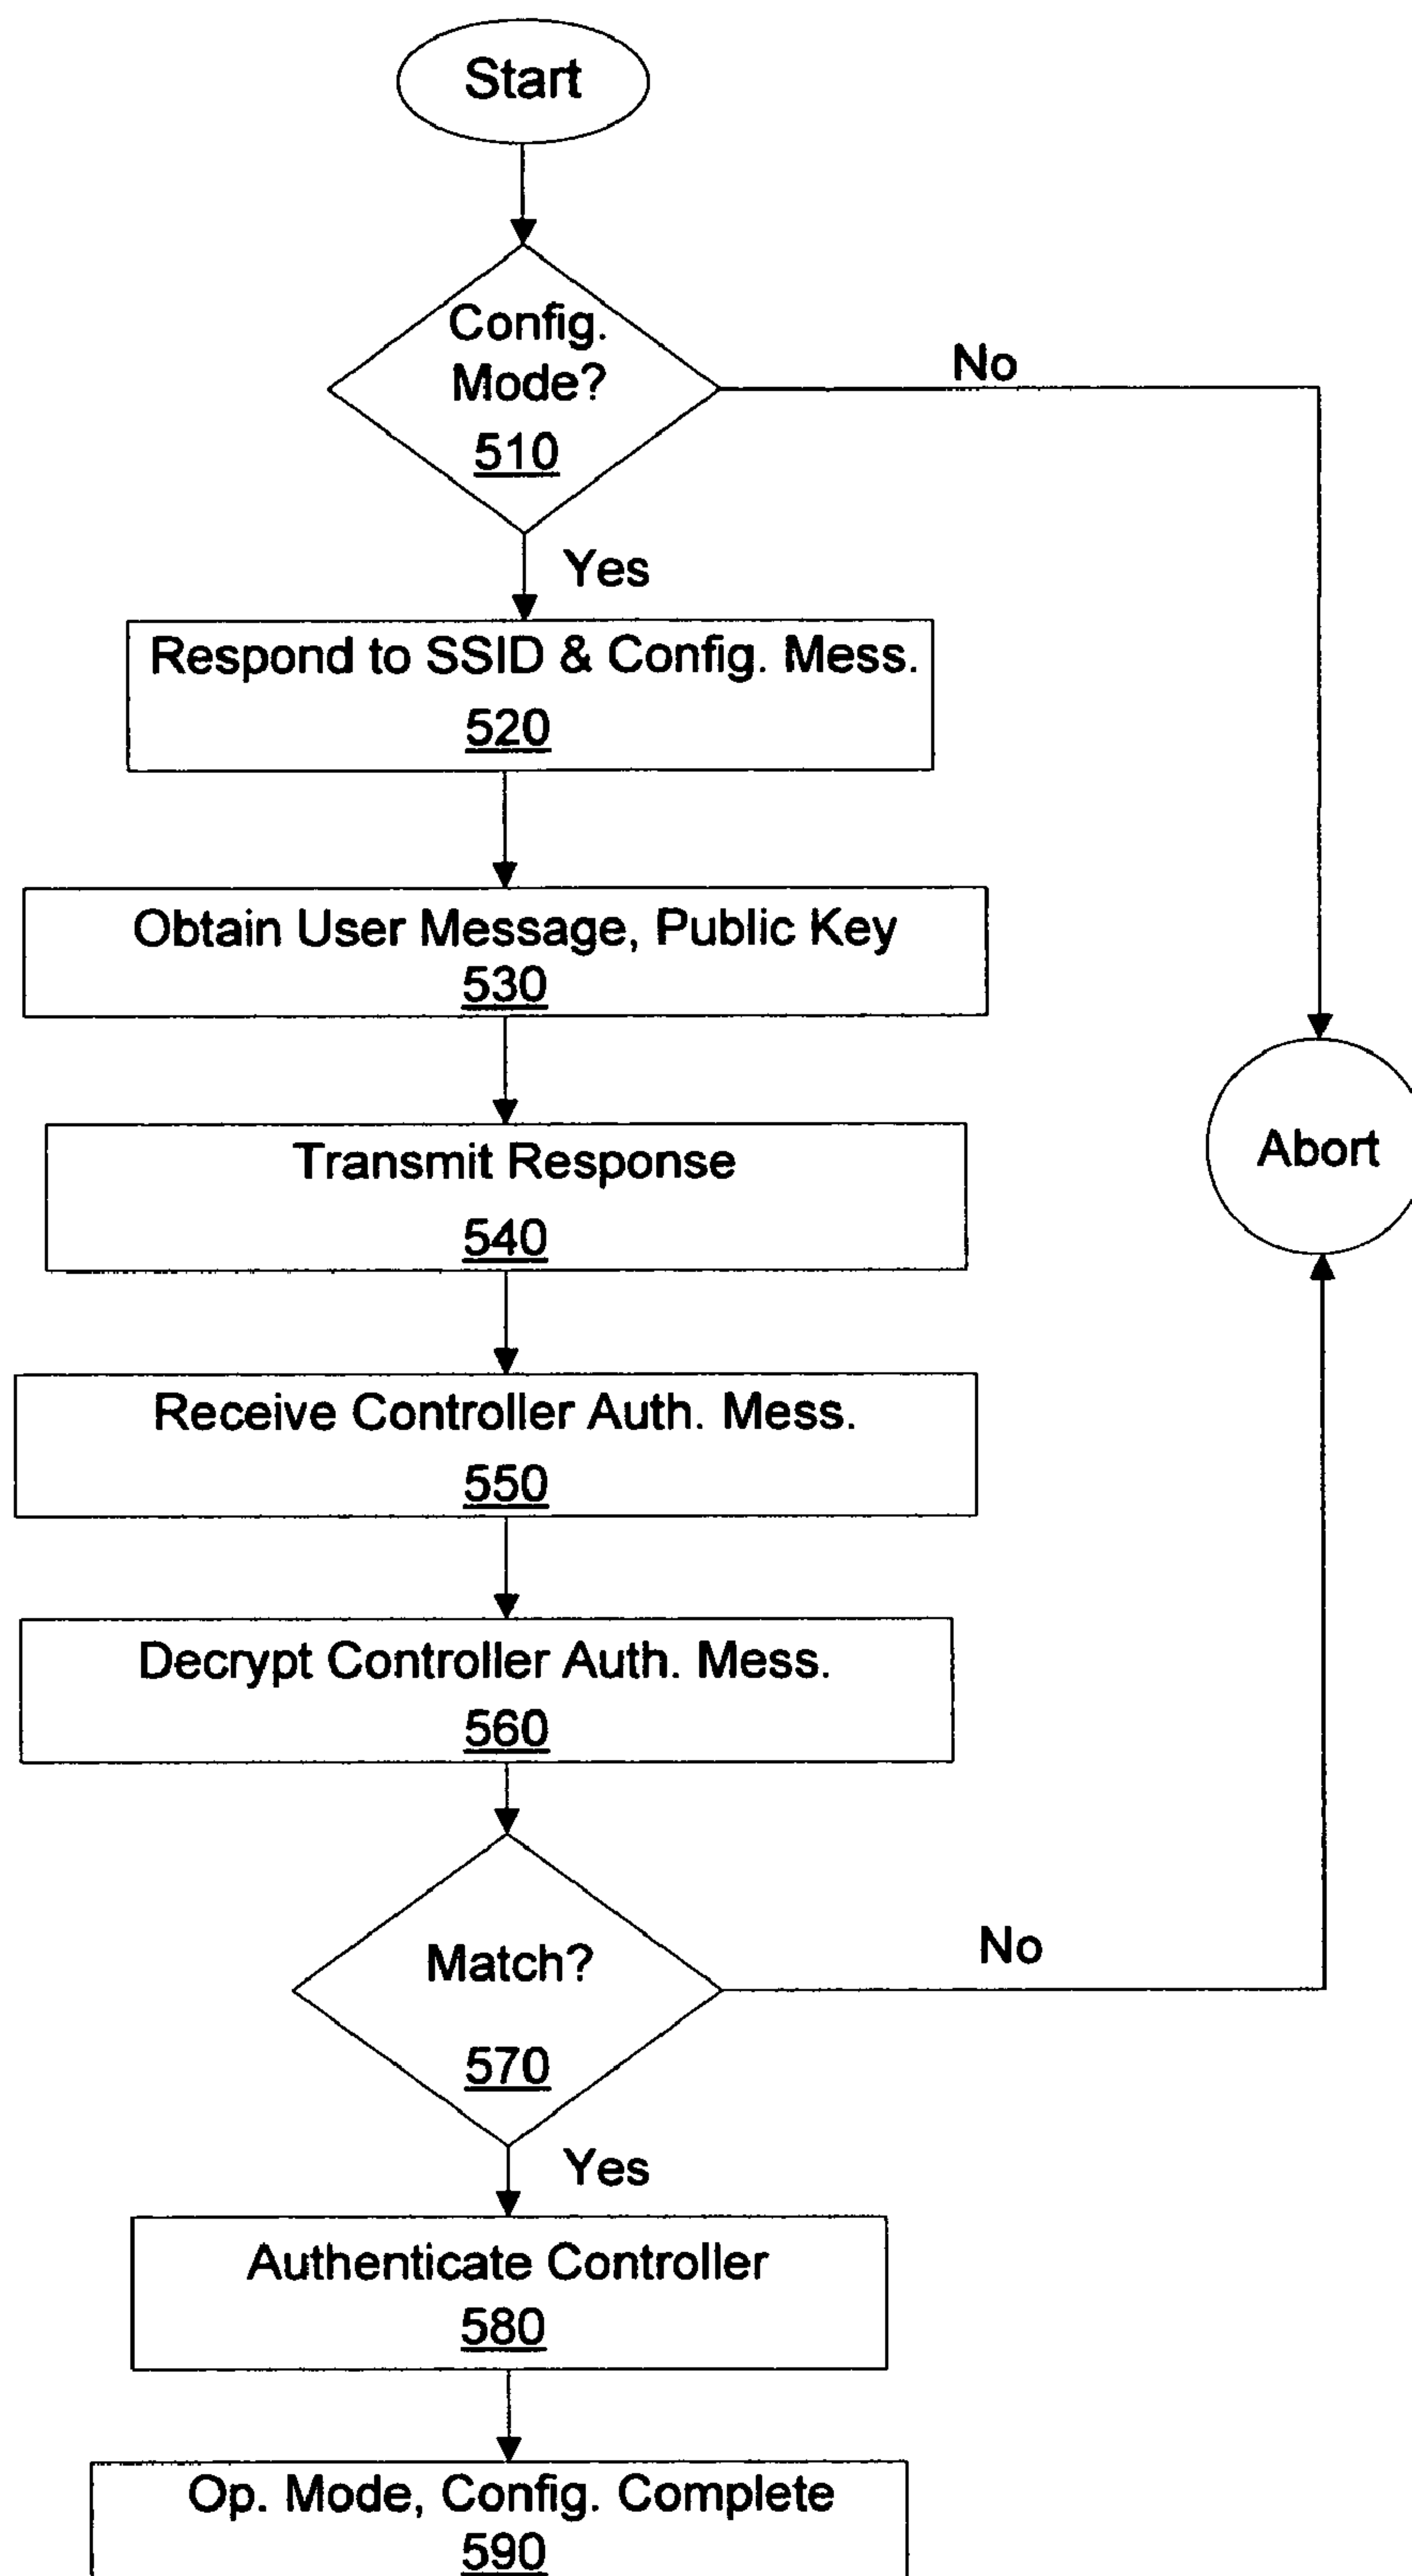 Start
Config.
Mode?
510
No
Yes
Respond to SSID & Config. Mess.
520
Obtain User Message, Public Key
530
Transmit Response
540
Abort
Receive Controller Auth. Mess.
550
Decrypt Controller Auth. Mess.
560
Match?
570
No
Yes
Authenticate Controller
580
Op. Mode, Config. Complete
590